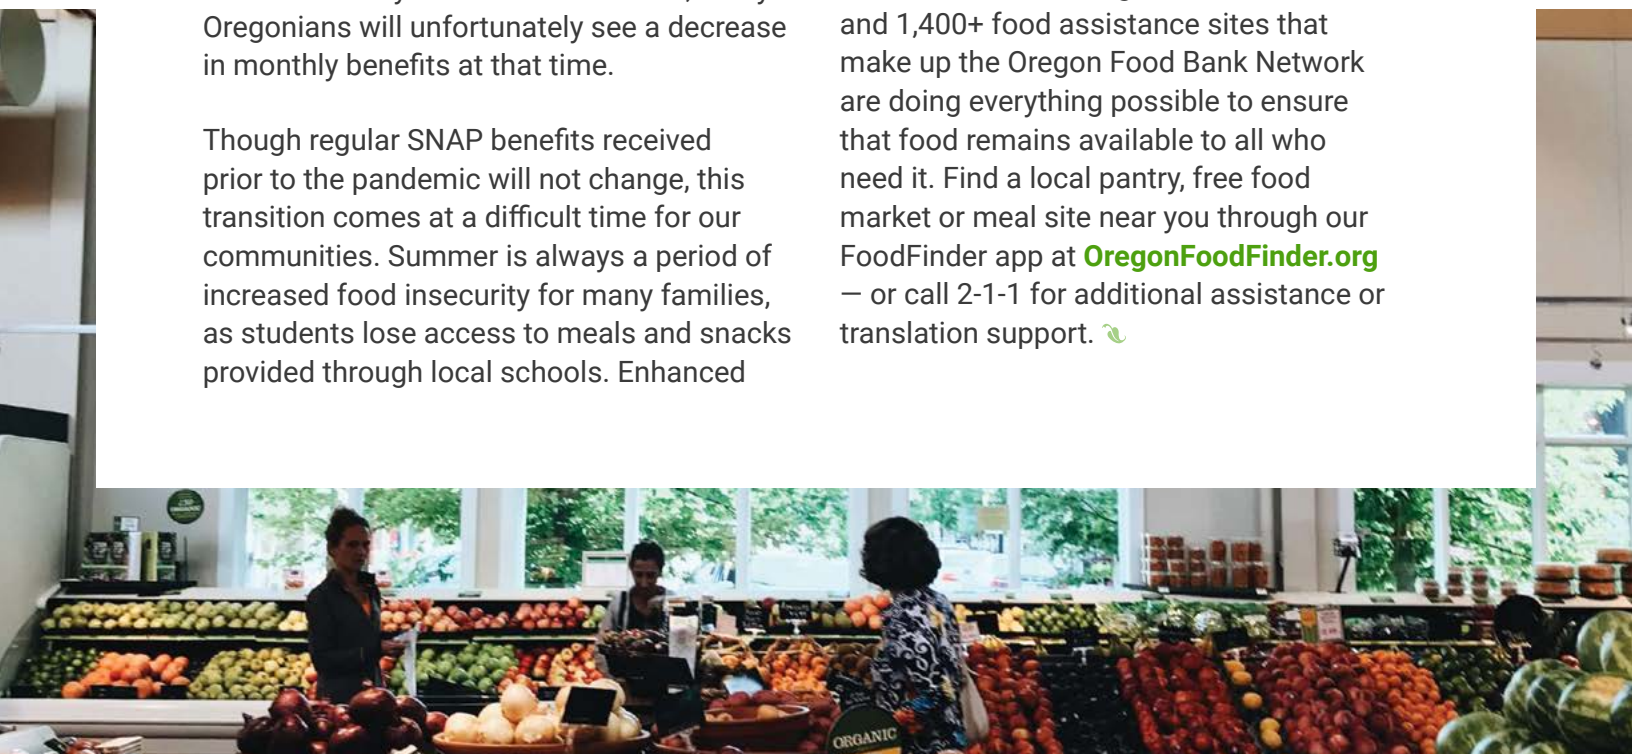 Oregonians will unfortunately see a decrease
in monthly benefits at that time.
Though regular SNAP benefits received
prior to the pandemic will not change, this
transition comes at a difficult time for our
communities. Summer is always a period of
increased food insecurity for many families,
as students lose access to meals and snacks
provided through local schools. Enhanced
and 1,400+ food assistance sites that
make up the Oregon Food Bank Network
are doing everything possible to ensure
that food remains available to all who
need it. Find a local pantry, free food
market or meal site near you through our
FoodFinder app at OregonFoodFinder.org
— or call 2-1-1 for additional assistance or
translation support.
ORGANIC
ORGANIC